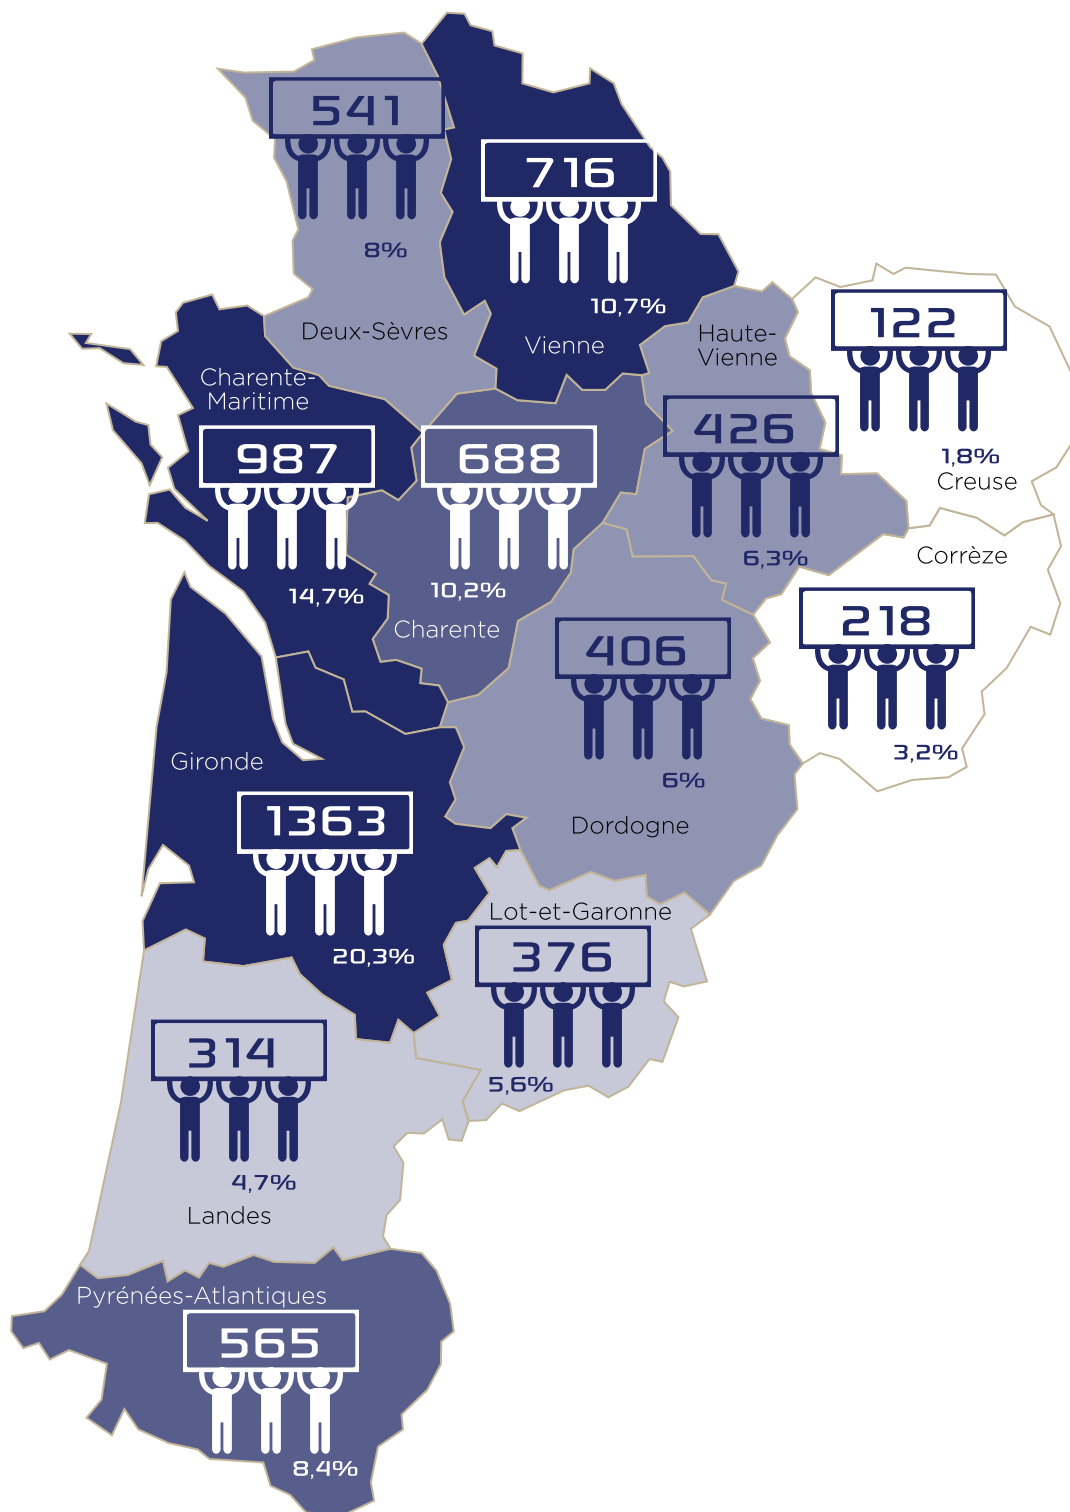 541
8%
Deux-Sèvres
716
10,7%
Vienne
Haute-
Vienne
426
6,3%
122
1,8%
Creuse
Charente-
Maritime
987
14,7%
688
10,2%
Charente
Corrèze
218
3,2%
406
6%
Dordogne
Gironde
1363
20,3%
Lot-et-Garonne
376
5,6%
314
4,7%
Landes
Pyrénées-Atlantiques
565
8,4%